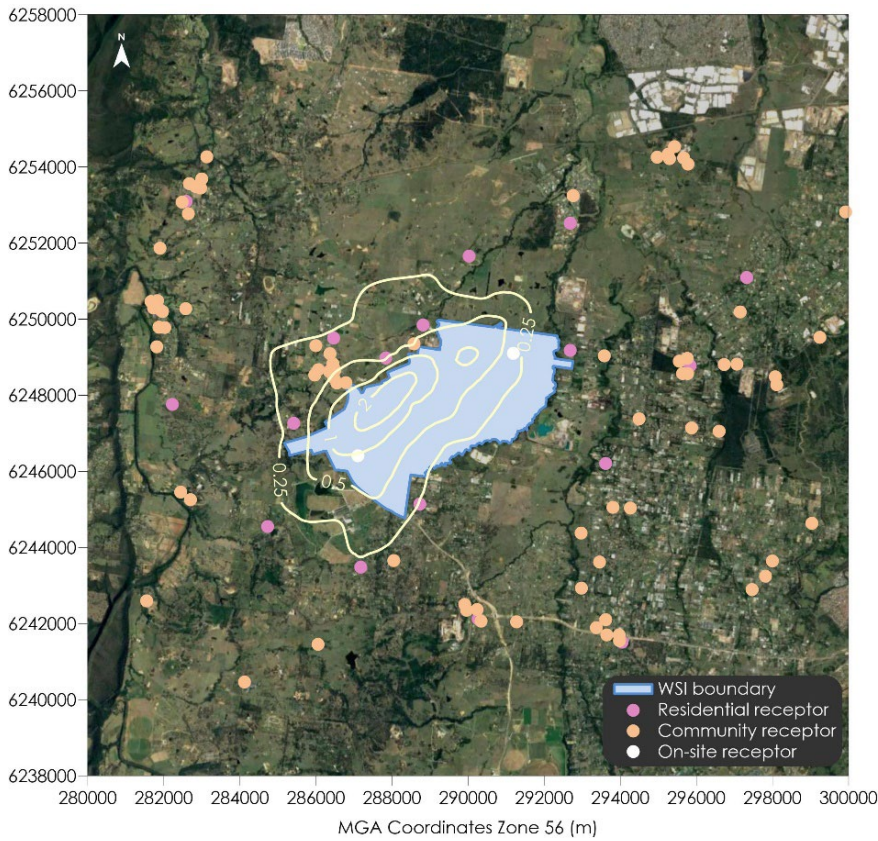 6258000
6256000
6254000
6252000
6250000
6248000
6246000
6244000
6242000
6240000
6238000
N
0.25
2
1
0.5
0.25
WSI boundary
Residential receptor
Community receptor
On-site receptor
280000 282000 284000 286000 288000 290000 292000 294000 296000 298000 300000
MGA Coordinates Zone 56 (m)